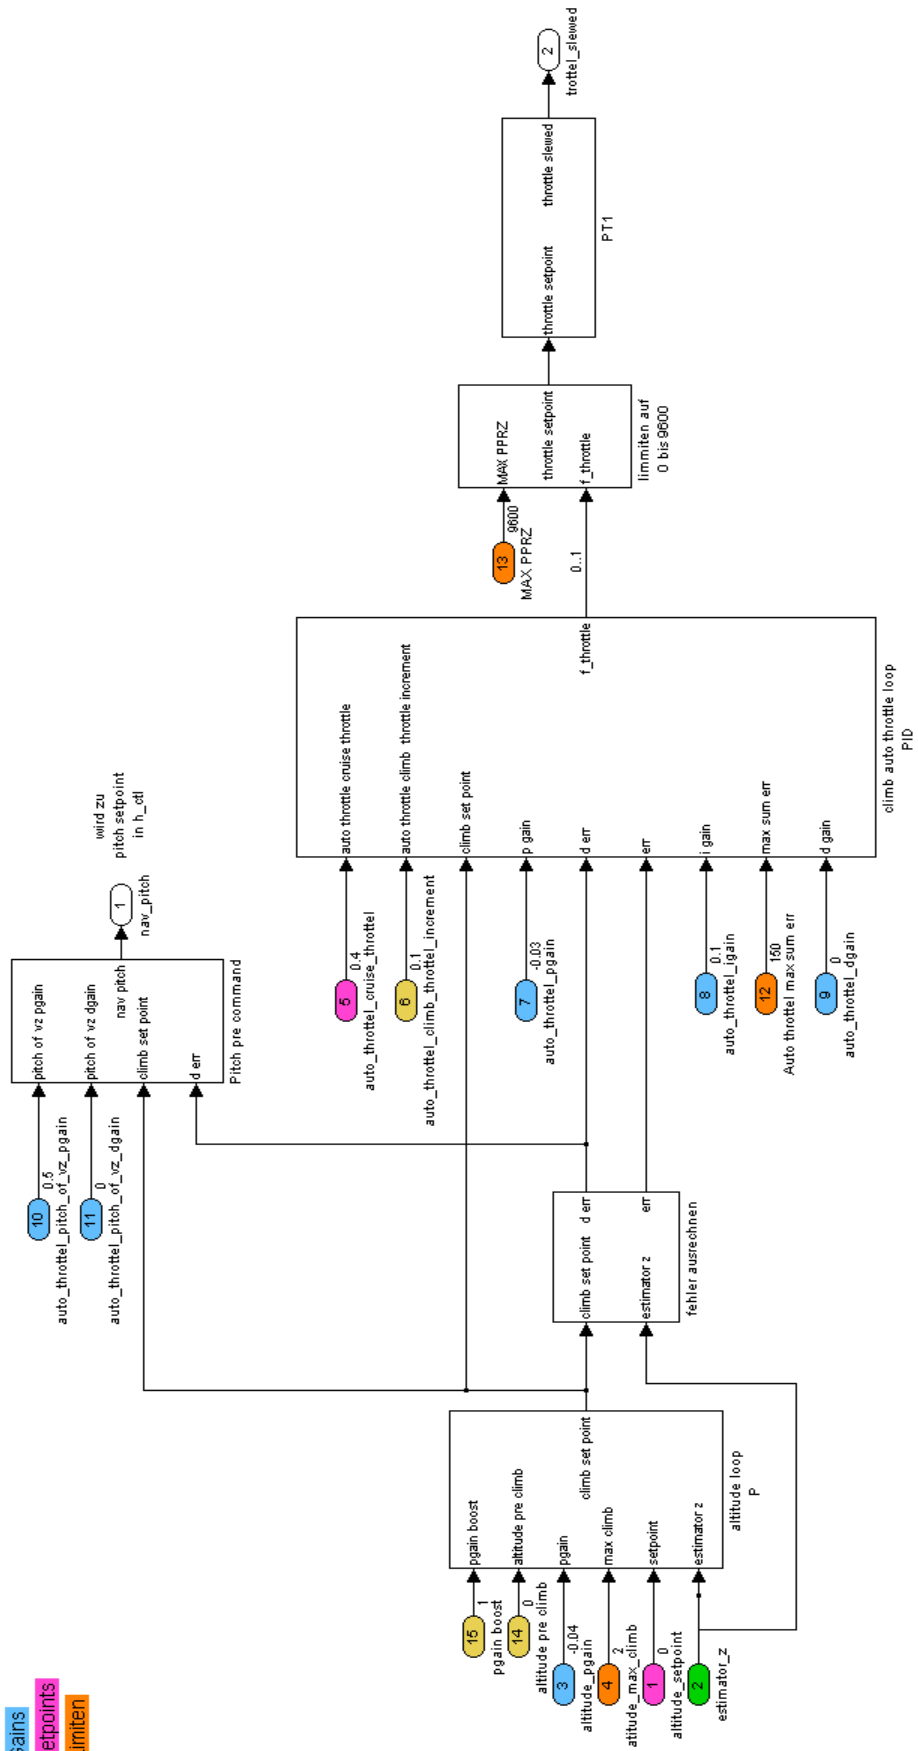 ains
etpoints
imiten
10
0.5
auto_throttel_pitch_of_vz_pgain
11
0
auto_throttel_pitch_of_vz_dgain
pitch of vz pgain
pitch of vz dgain
nav pitch
climb set point
d err
Pitch pre command
1
nav_pitch
wird zu
pitch setpoint
in h_ctl
15
1
pgain boost
14
0
altitude pre climb
3
-0.04
altitude_pgain
4
2
atitude_max_climb
1
0
altitude_setpoint
2
estimator_z
pgain boost
altitude pre climb
pgain
climb set point
max climb
setpoint
estimator z
altitude loop
P
climb set point
d err
estimator z
err
fehler ausrechnen
5
0.4
auto_throttel_cruise_throttel
6
0.1
auto_throttel_climb_throttel_increment
7
-0.03
auto_throttel_pgain
8
0.1
auto_throttel_igain
12
150
Auto throttel max sum err
9
0
auto_throttel_dgain
auto throttle cruise throttle
auto throttle climb throttle increment
climb set point
p gain
d err
f_throttle
err
i gain
max sum err
d gain
climb auto throttle loop
PID
0..1
13
9600
MAX PPRZ
MAX PPRZ
throttle setpoint
f_throttle
limmiten auf
0 bis 9600
throttle setpoint
throttle slewed
PT1
2
trottel_slewed